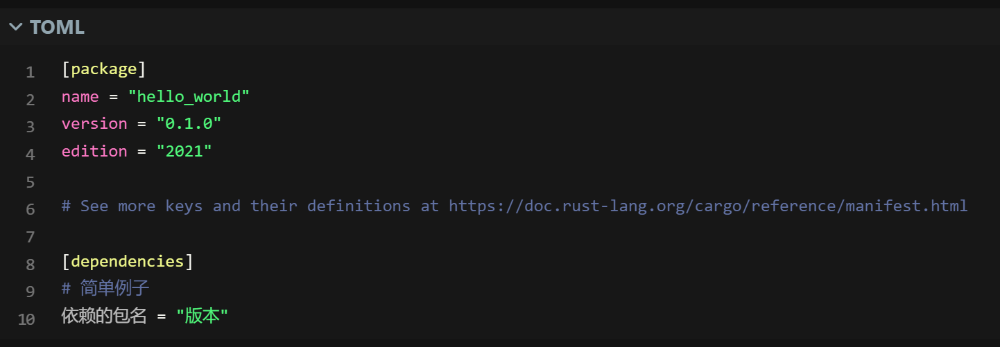 TOML
1 [package]
2 name = "hello_world"
3 version = "0.1.0"
4 edition = "2021"
5
6 # See more keys and their definitions at https://doc.rust-lang.org/cargo/reference/manifest.html
7
8 [dependencies]
9 # 简单例子
10 依赖的包名 = "版本"